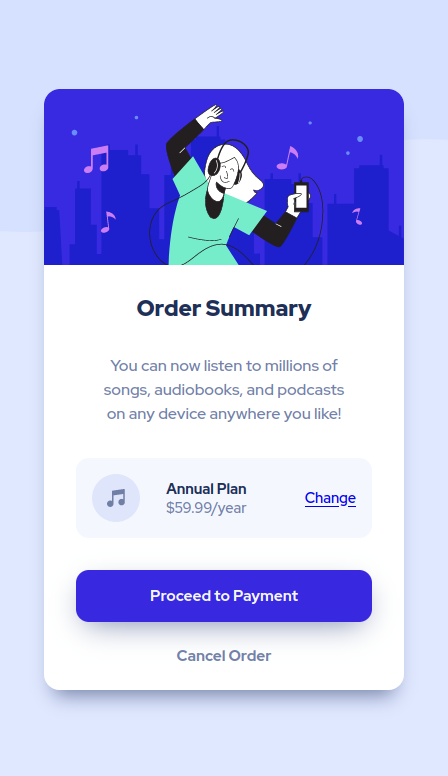 Order Summary
You can now listen to millions of
songs, audiobooks, and podcasts
on any device anywhere you like!
Annual Plan
$59.99/year
Change
Proceed to Payment
Cancel Order